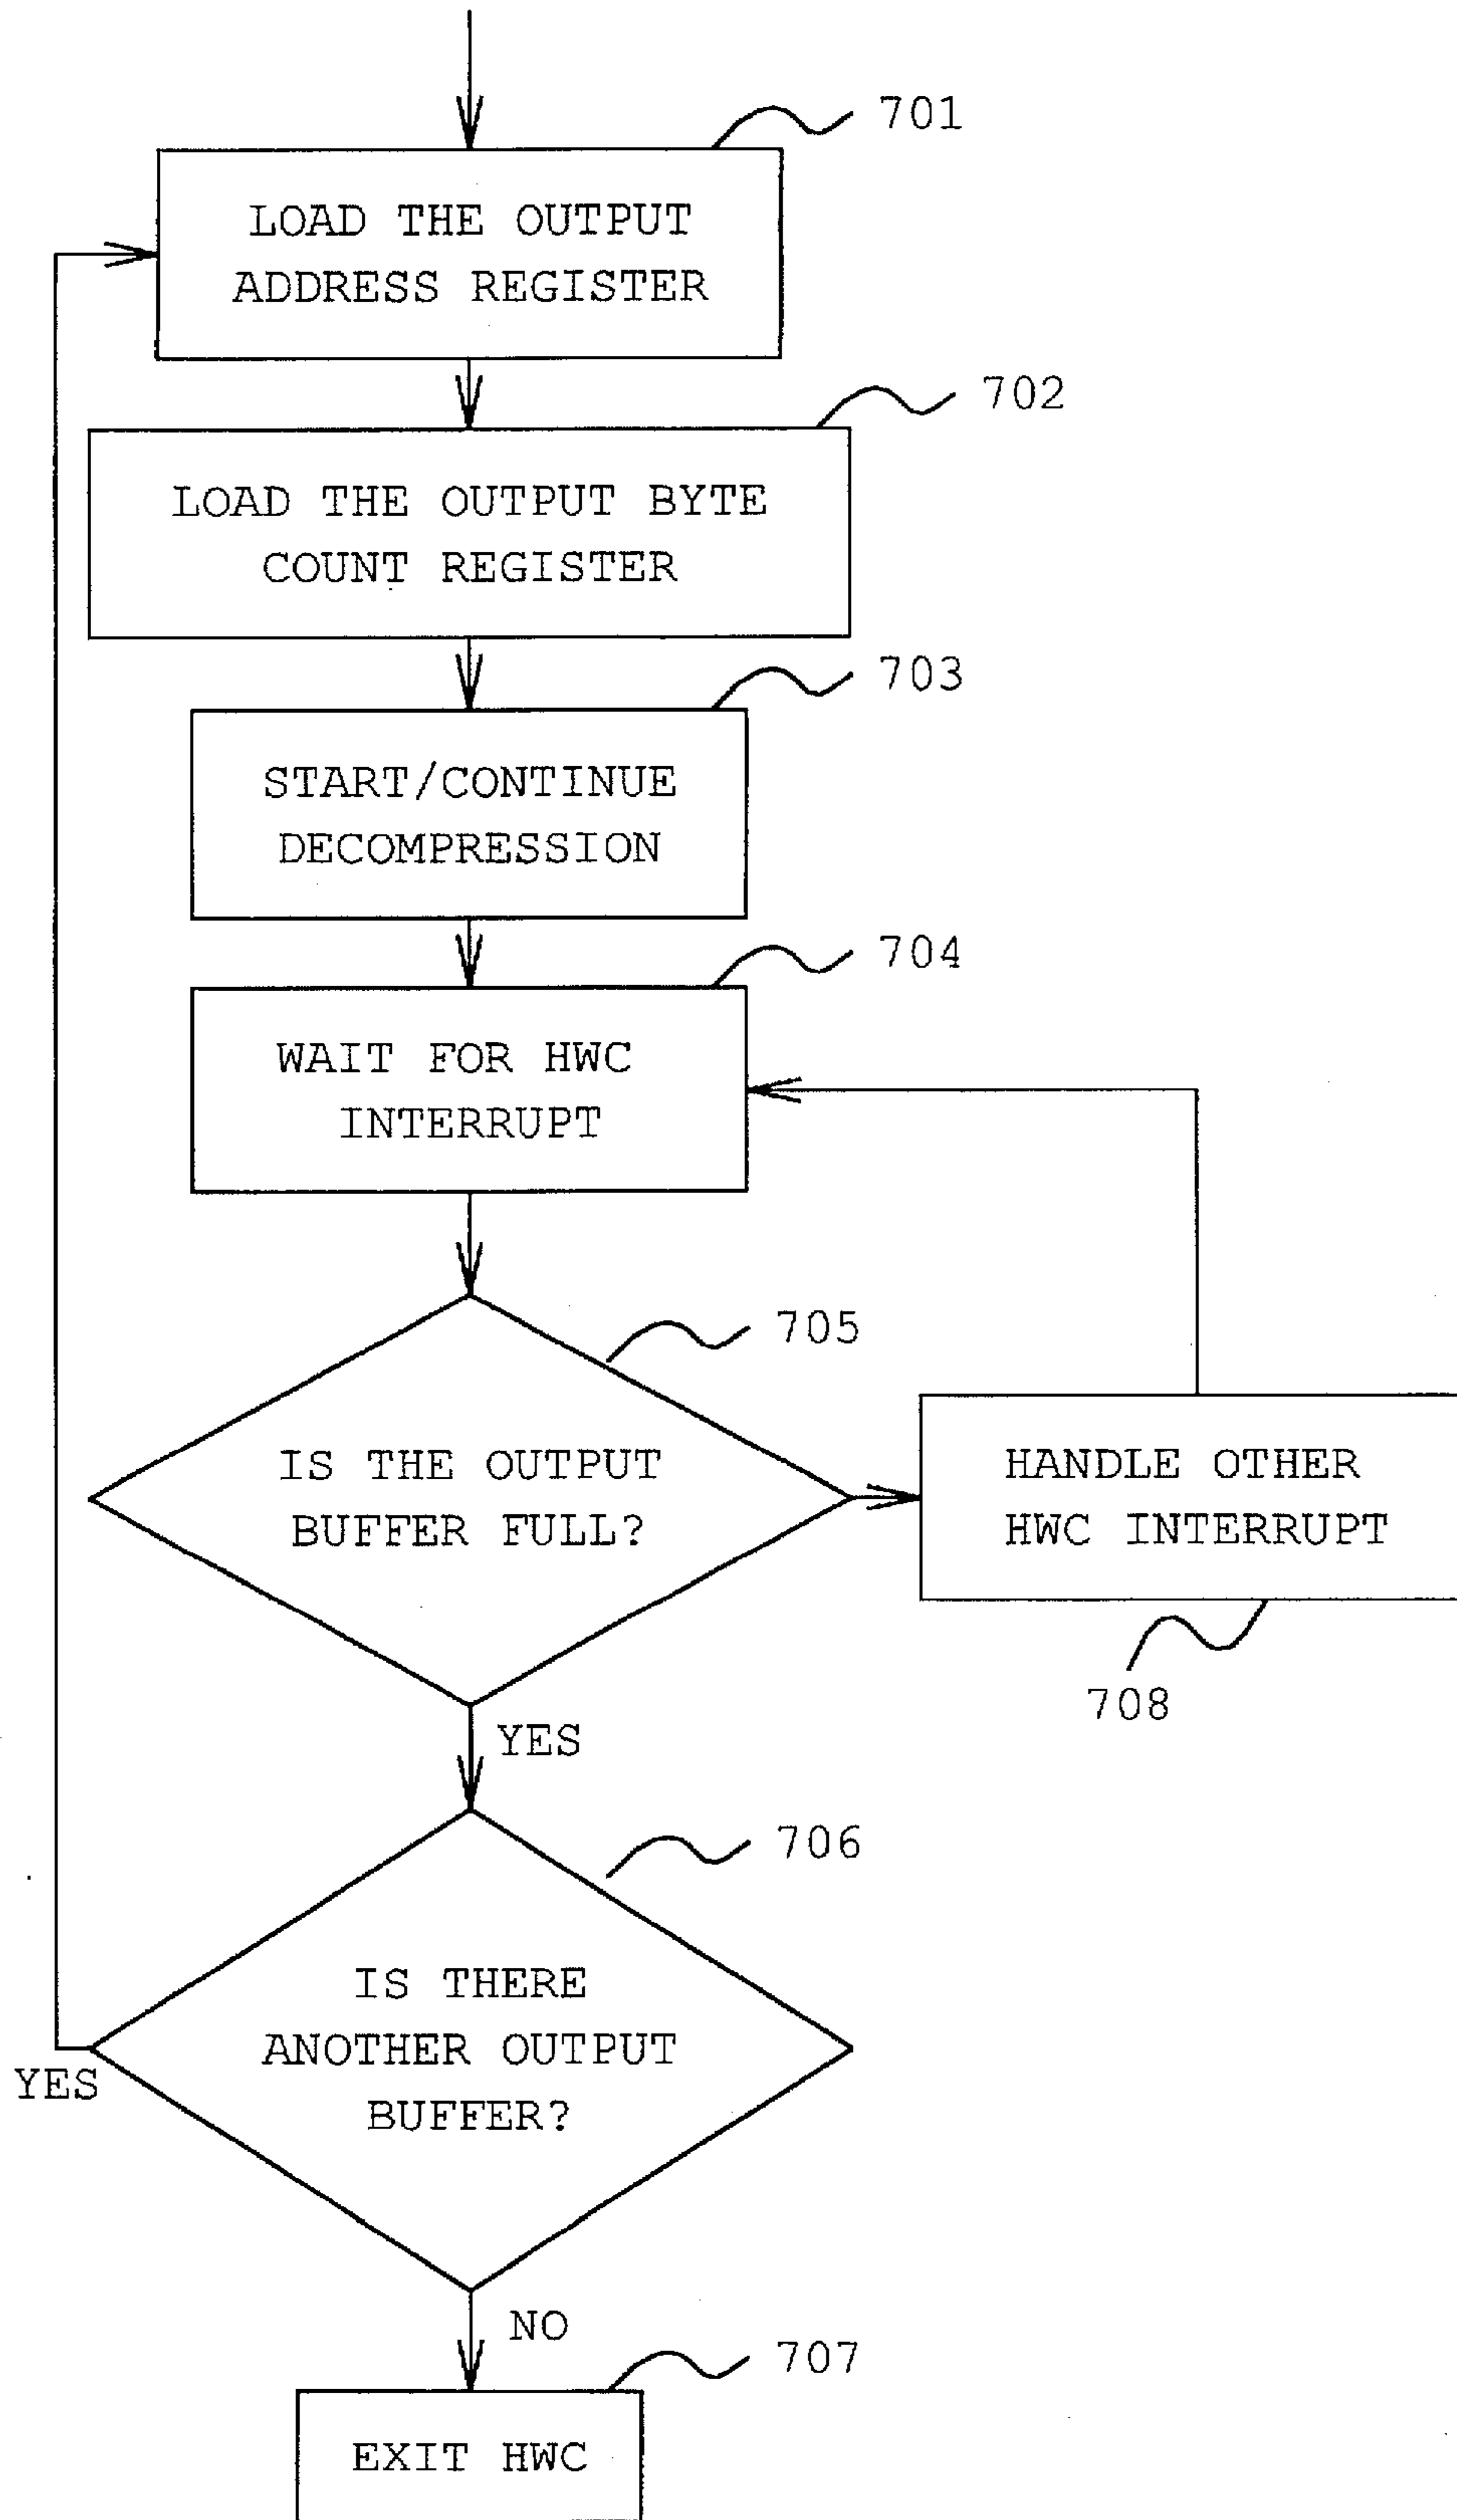 701
LOAD THE OUTPUT
ADDRESS REGISTER
702
LOAD THE OUTPUT BYTE
COUNT REGISTER
703
START/CONTINUE
DECOMPRESSION
704
WAIT FOR HWC
INTERRUPT
705
IS THE OUTPUT
BUFFER FULL?
HANDLE OTHER
HWC INTERRUPT
708
YES
706
IS THERE
ANOTHER OUTPUT
BUFFER?
YES
NO
707
EXIT HWC